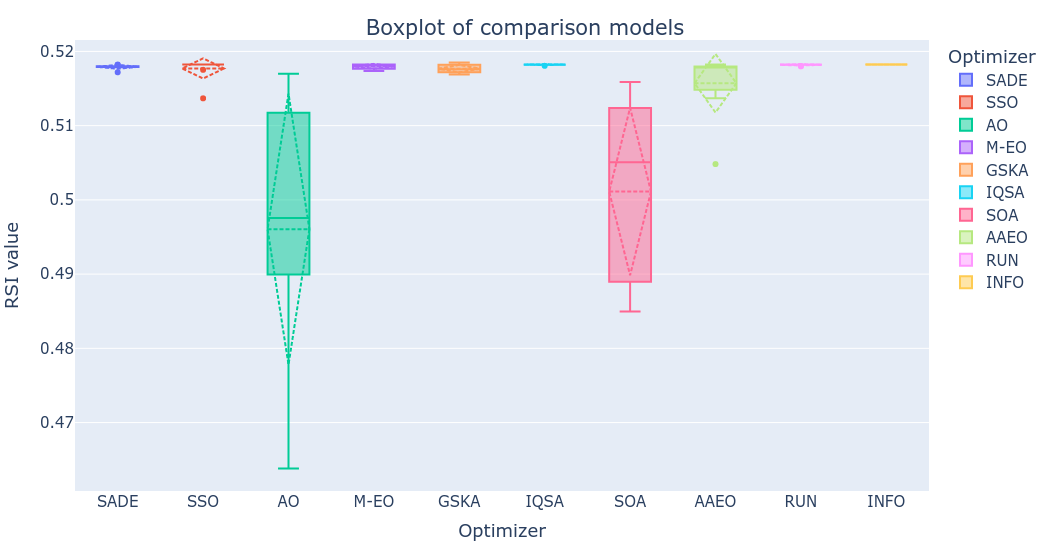 Boxplot of comparison models
RSI value
0.52
0.51
0.5
0.49
0.48
0.47
SADE
SSO
AO
M-EO
GSKA
IQSA
SOA
AAEO
RUN
INFO
Optimizer
Optimizer
SADE
SSO
AO
M-EO
GSKA
IQSA
SOA
AAEO
RUN
INFO